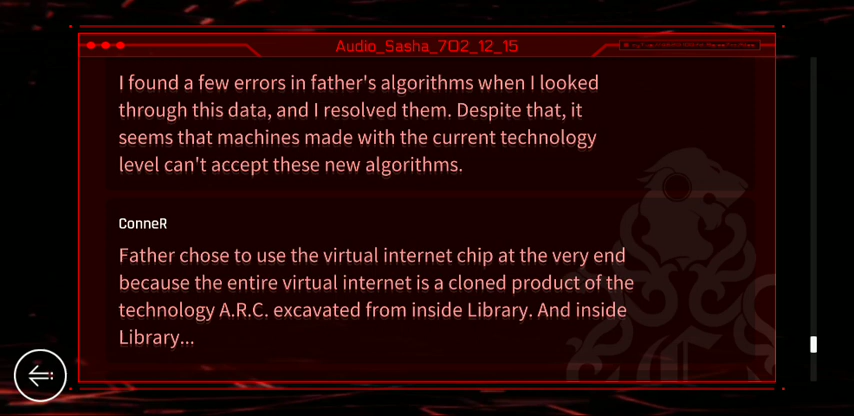 Audio_Sasha_702_12_15
I found a few errors in father's algorithms when I looked
through this data, and I resolved them. Despite that, it
seems that machines made with the current technology
level can't accept these new algorithms.
ConneR
Father chose to use the virtual internet chip at the very end
because the entire virtual internet is a cloned product of the
technology A.R.C. excavated from inside Library. And inside
Library...